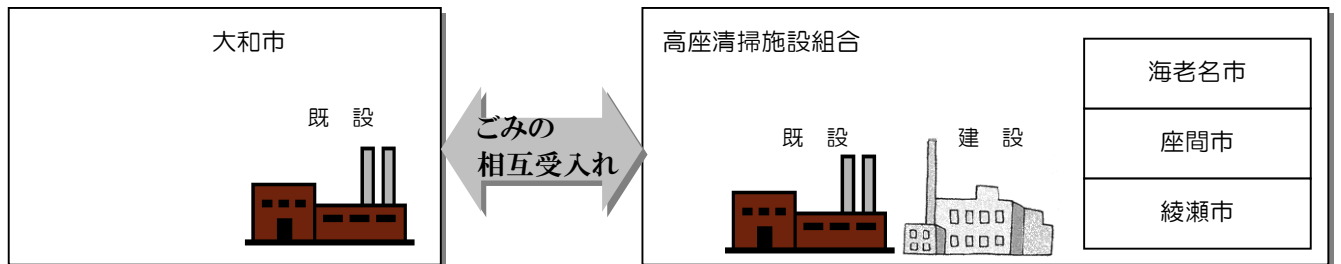 大和市
既 設
ごみの
相互受入れ
高座清掃施設組合
既 設
建 設
海老名市
座間市
綾瀬市